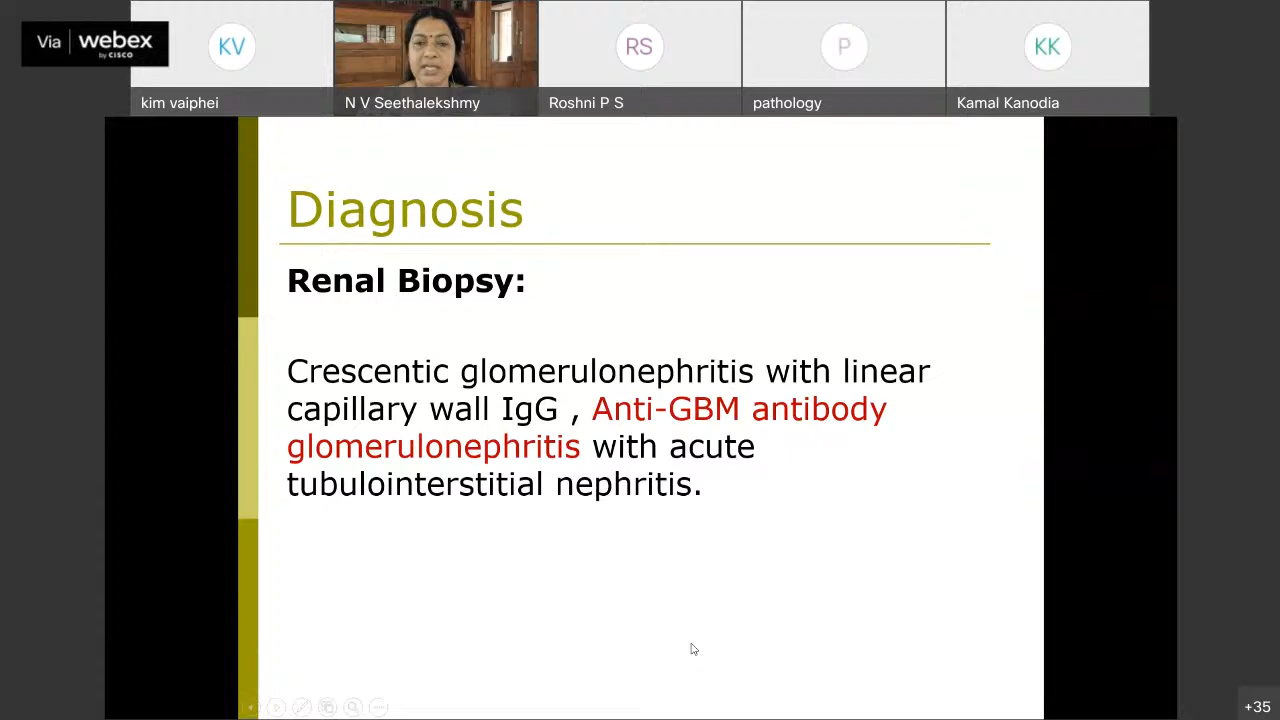 Via webex
by CISCO
KV
RS
P
KK
kim vaiphei
N V Seethalekshmy
Roshni P S
pathology
Kamal Kanodia
Diagnosis
Renal Biopsy:
Crescentic glomerulonephritis with linear
capillary wall IgG , Anti-GBM antibody
glomerulonephritis with acute
tubulointerstitial nephritis.
+35